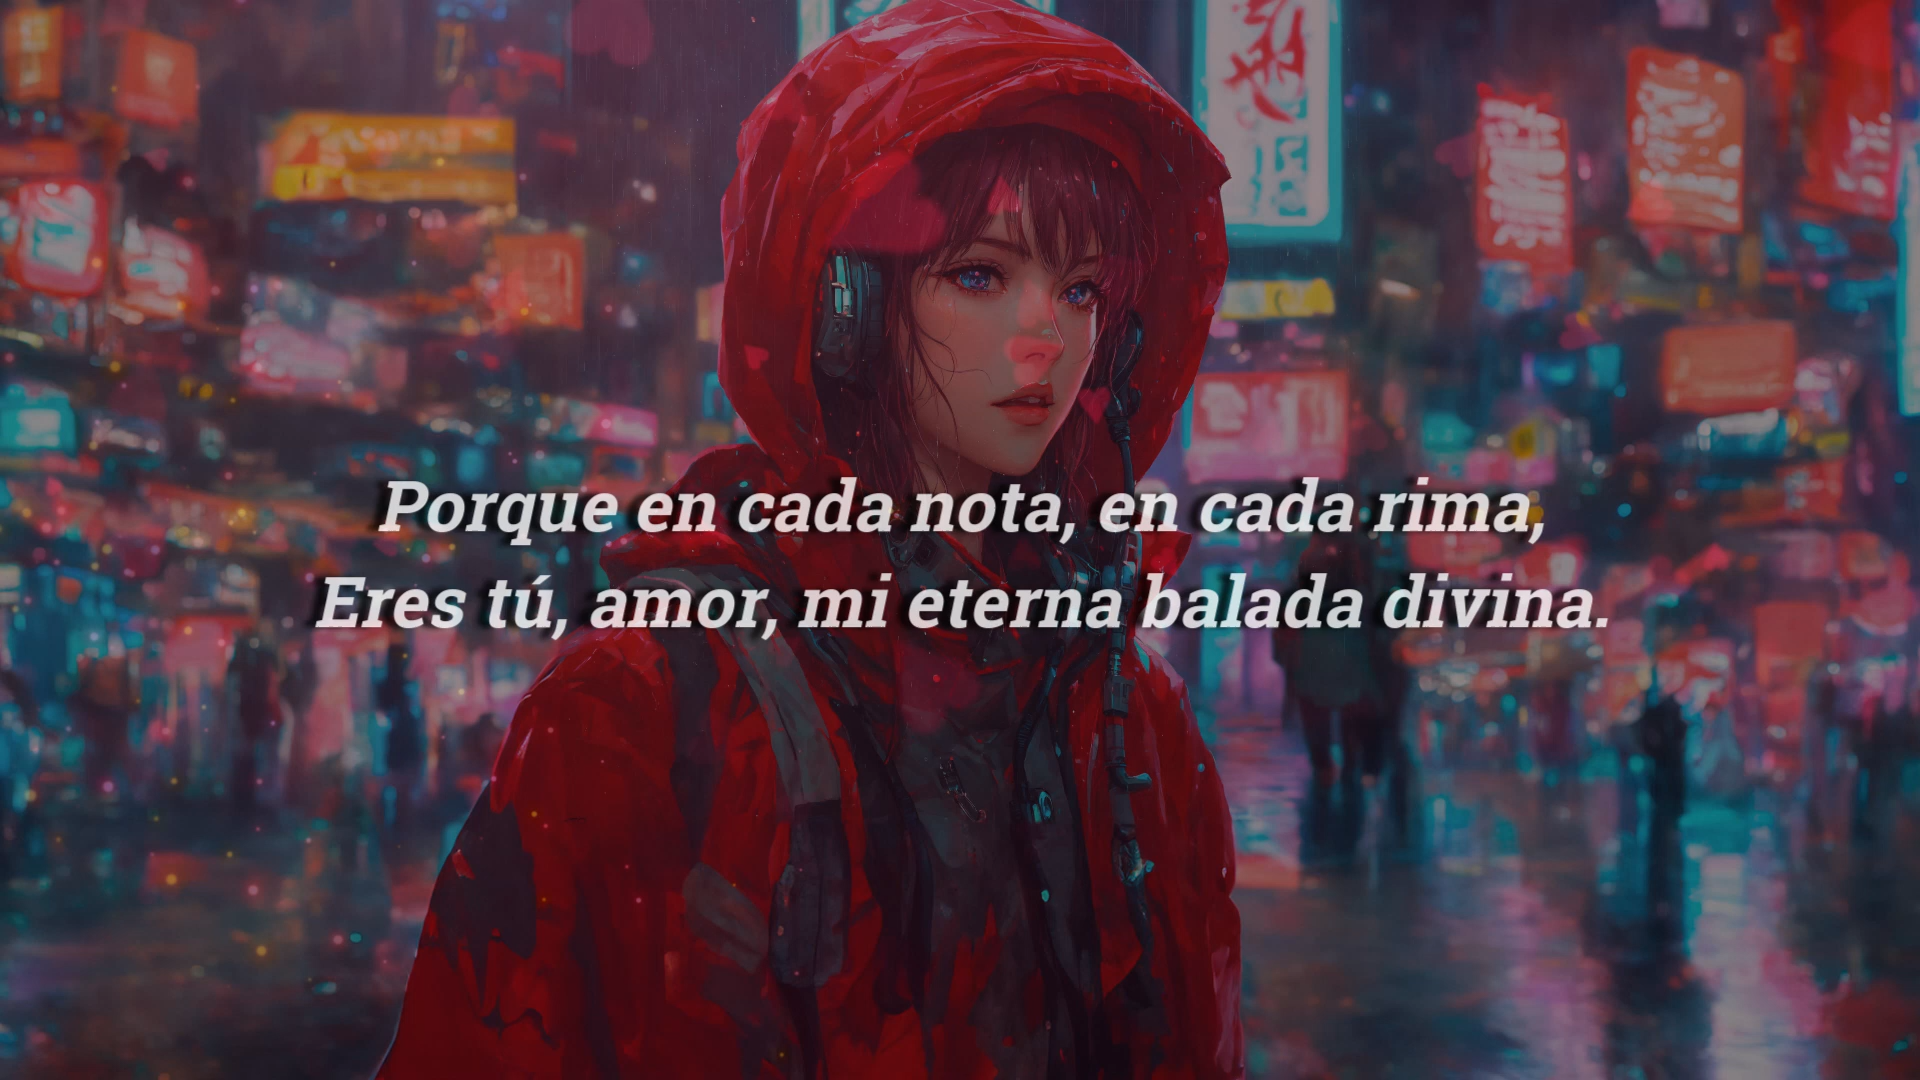 Porque en cada nota, en cada rima,
Eres tú, amor, mi eterna balada divina.